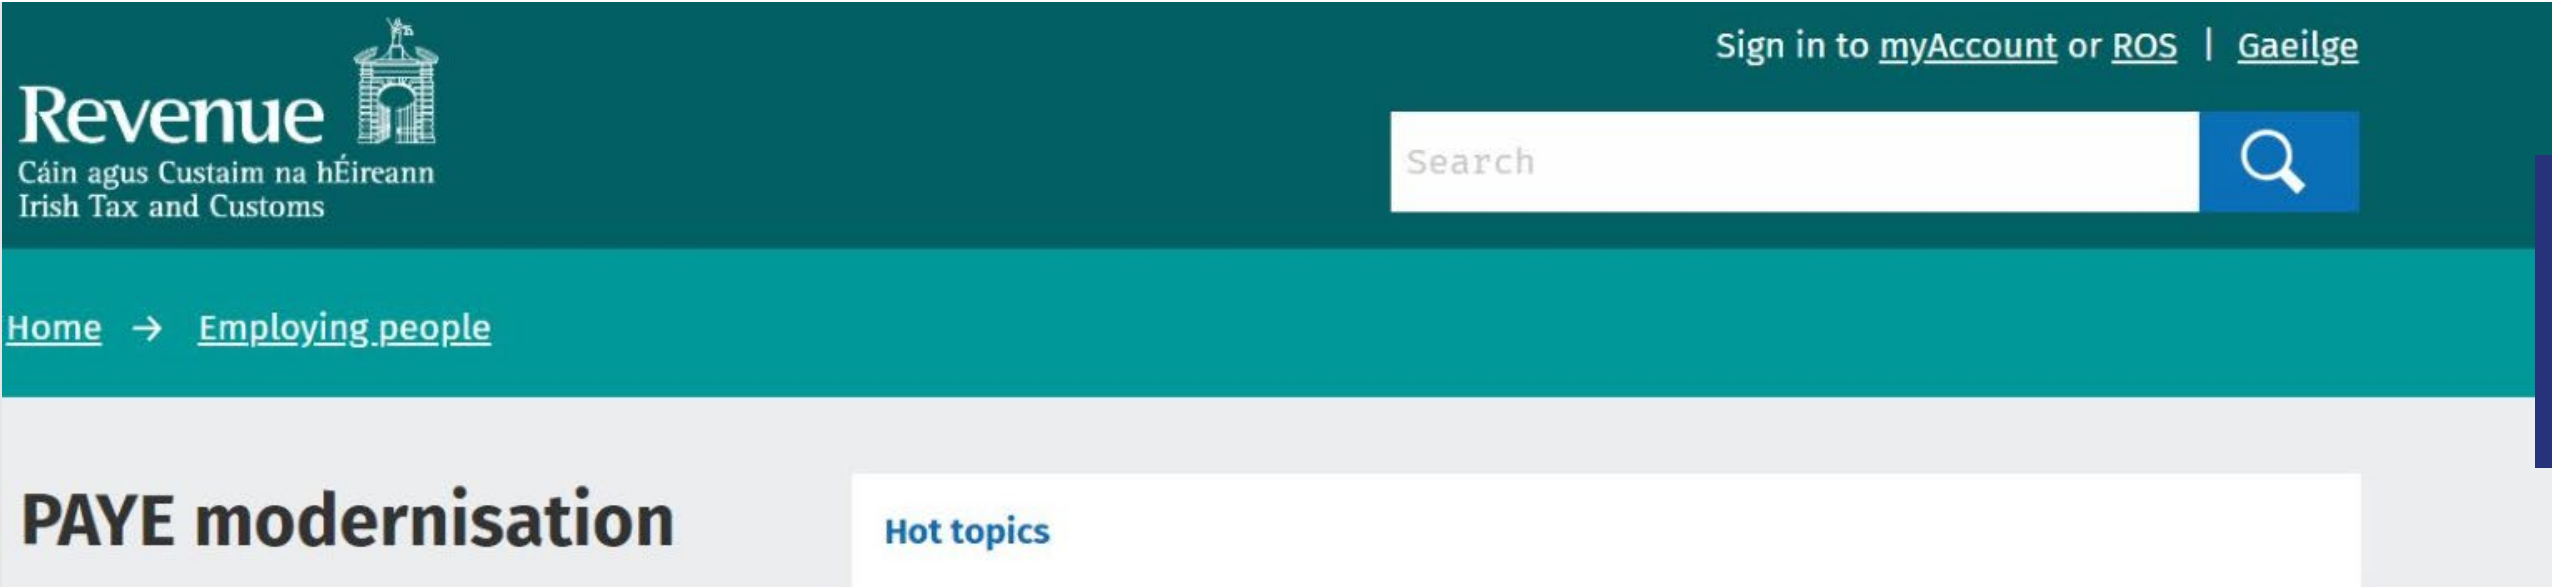 Sign in to myAccount or ROS | Gaeilge
Revenue
Cáin agus Custaim na hÉireann
Irish Tax and Customs
Search
Home → Employing people
PAYE modernisation
Hot topics